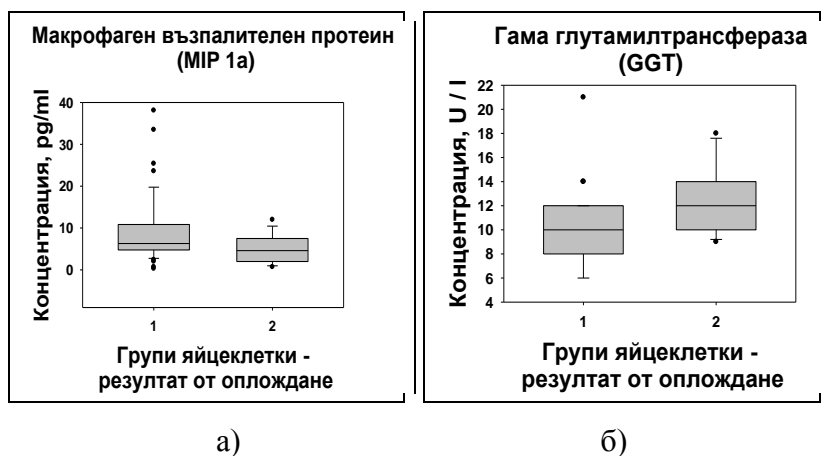 Макрофаген възпалителен протеин
(MIP 1a)
Концентрация, pg/ml
40
30
20
10
0
1
2
Групи яйцеклетки -
резултат от оплождане
а)
Гама глутамилтрансфераза
(GGT)
Концентрация, U / l
22
20
18
16
14
12
10
8
6
4
1
2
Групи яйцеклетки -
резултат от оплождане
б)